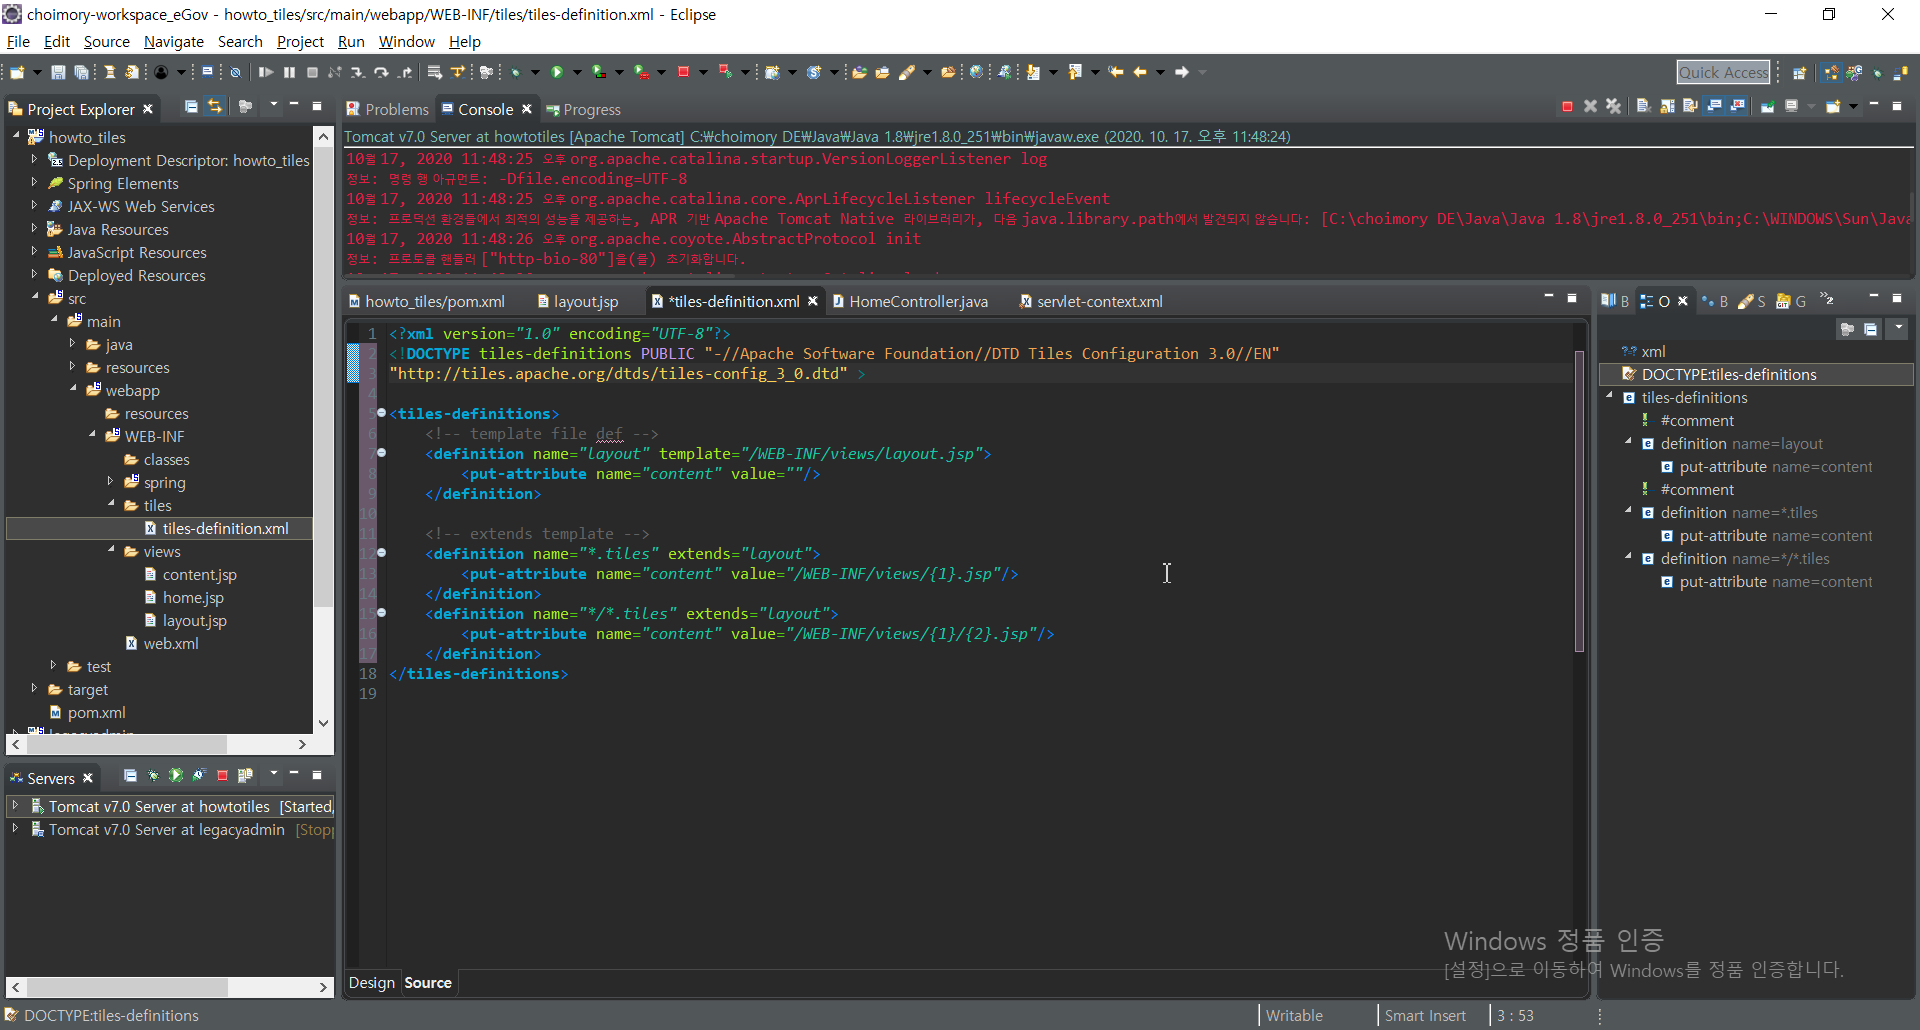 choimory-workspace_eGov - howto_tiles/src/main/webapp/WEB-INF/tiles/tiles-definition.xml - Eclipse
File Edit Source Navigate Search Project Run Window Help
Quick Access
Project Explorer
howto_tiles
Deployment Descriptor: howto_tiles
Spring Elements
JAX-WS Web Services
Java Resources
JavaScript Resources
Deployed Resources
src
main
java
resources
webapp
resources
WEB-INF
classes
spring
tiles
tiles-definition.xml
views
content.jsp
home.jsp
layout.jsp
web.xml
test
target
pom.xml
Servers
Tomcat v7.0 Server at howtotiles [Started,
Tomcat v7.0 Server at legacyadmin [Stopp
Problems Console Progress
Tomcat v7.0 Server at howtotiles [Apache Tomcat] C:₩choimory DE₩Java₩Java 1.8₩jre1.8.0_251₩bin₩javaw.exe (2020. 10. 17. 오후 11:48:24)
10월 17, 2020 11:48:25 오후 org.apache.catalina.startup.VersionLoggerListener log
정보: 명령 행 아규먼트: -Dfile.encoding=UTF-8
10월 17, 2020 11:48:25 오후 org.apache.catalina.core.AprLifecycleListener lifecycleEvent
정보: 프로덕션 환경들에서 최적의 성능을 제공하는, APR 기반 Apache Tomcat Native 라이브러리가, 다음 java.library.path에서 발견되지 않습니다: [C:\choimory DE\Java\Java 1.8\jre1.8.0_251\bin;C:\WINDOWS\Sun\Java
10월 17, 2020 11:48:26 오후 org.apache.coyote.AbstractProtocol init
정보: 프로토콜 핸들러 ["http-bio-80"]을(를) 초기화합니다.
howto_tiles/pom.xml layout.jsp *tiles-definition.xml HomeController.java servlet-context.xml
1 <?xml version="1.0" encoding="UTF-8"?>
2 <!DOCTYPE tiles-definitions PUBLIC "-//Apache Software Foundation//DTD Tiles Configuration 3.0//EN"
3 "http://tiles.apache.org/dtds/tiles-config_3_0.dtd" >
4
5 <tiles-definitions>
6 <!-- template file def -->
7 <definition name="layout" template="/WEB-INF/views/layout.jsp">
8 <put-attribute name="content" value=""/>
9 </definition>
10
11 <!-- extends template -->
12 <definition name="*.tiles" extends="layout">
13 <put-attribute name="content" value="/WEB-INF/views/{1}.jsp"/>
14 </definition>
15 <definition name="*/*.tiles" extends="layout">
16 <put-attribute name="content" value="/WEB-INF/views/{1}/{2}.jsp"/>
17 </definition>
18 </tiles-definitions>
19
Design Source
B O B S G
xml
DOCTYPE:tiles-definitions
tiles-definitions
#comment
definition name=layout
put-attribute name=content
#comment
definition name=*.tiles
put-attribute name=content
definition name=*/*.tiles
put-attribute name=content
Windows 정품 인증
[설정]으로 이동하여 Windows를 정품 인증합니다.
DOCTYPE:tiles-definitions
Writable Smart Insert 3 : 53